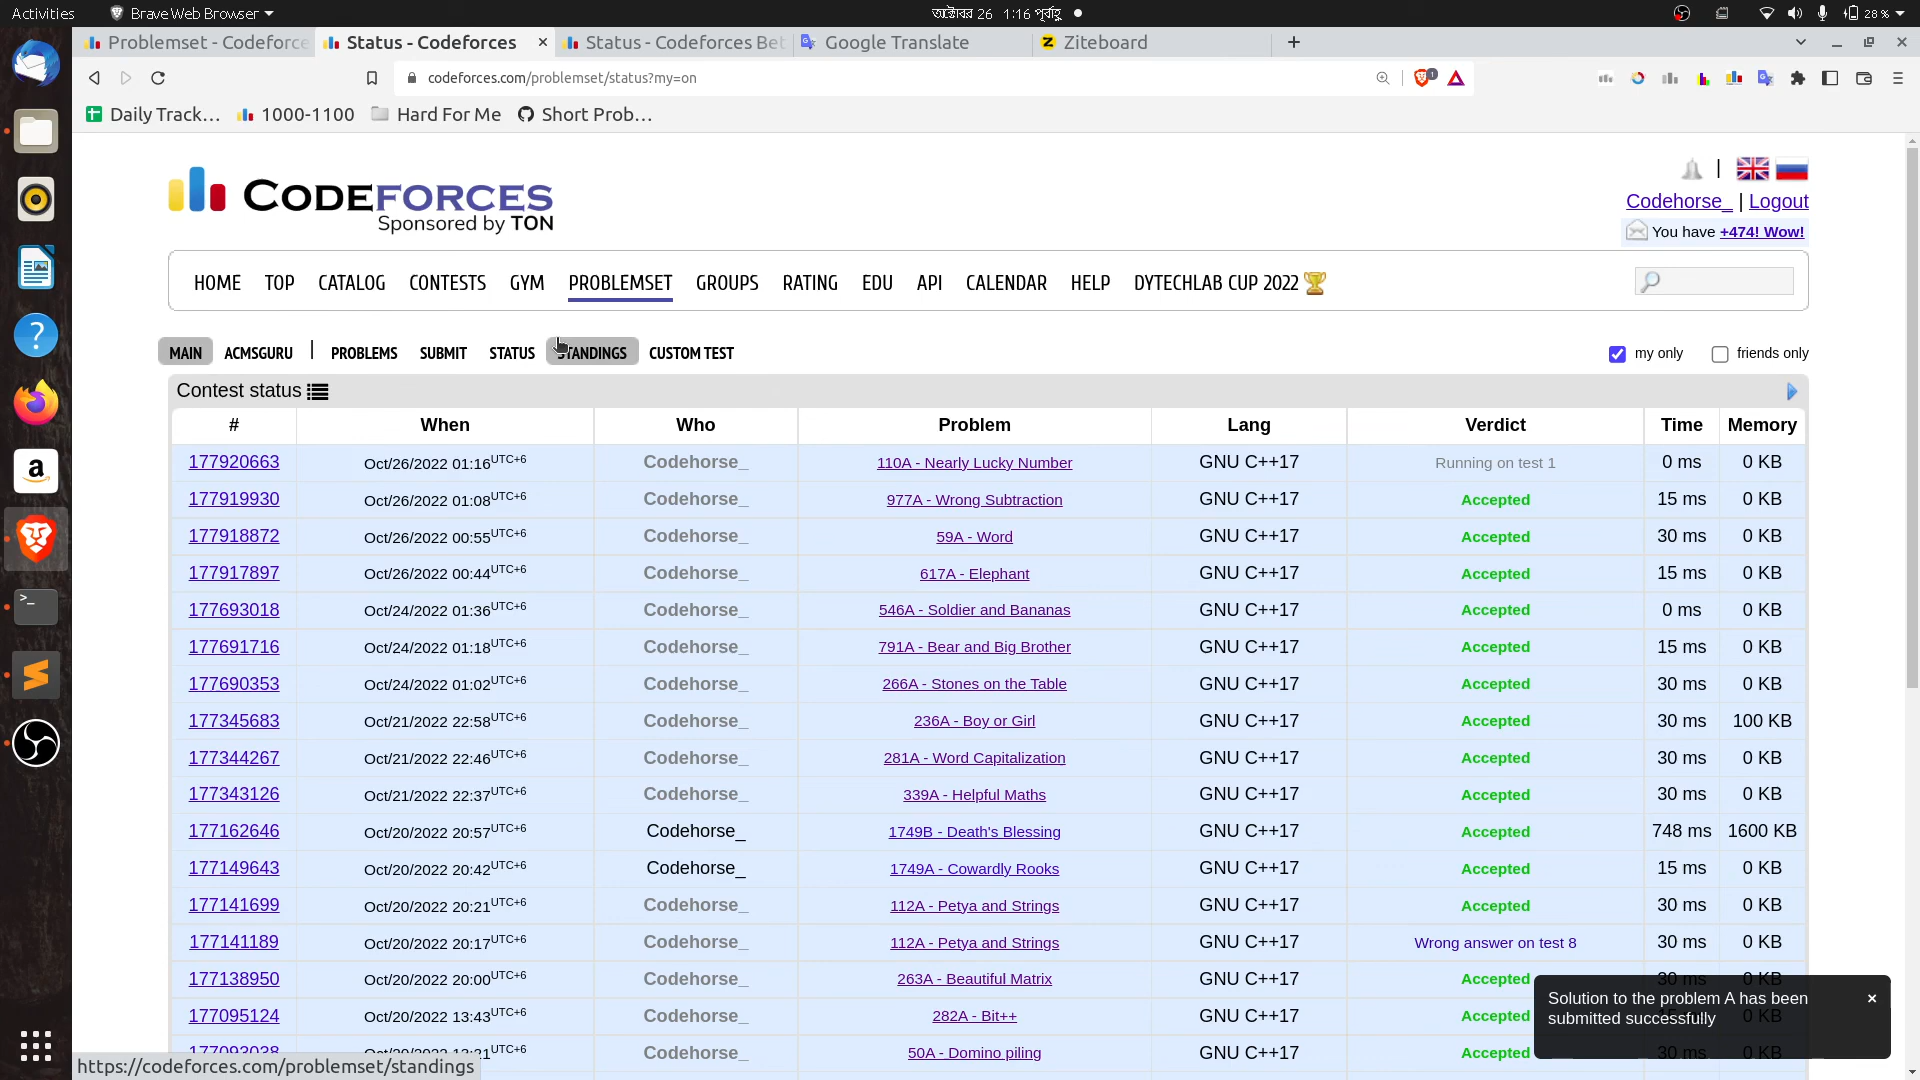 Activities Brave Web Browser অক্টোবর 26 1:16 পূর্বাহ্ণ 28 %
Problemset - Codeforce Status - Codeforces × Status - Codeforces Bet Google Translate Ziteboard +
codeforces.com/problemset/status?my=on 1
Daily Track... 1000-1100 Hard For Me Short Prob...
CODEFORCES
Sponsored by TON
Codehorse_ | Logout
You have +474! Wow!
HOME TOP CATALOG CONTESTS GYM PROBLEMSET GROUPS RATING EDU API CALENDAR HELP DYTECHLAB CUP 2022
MAIN ACMSGURU | PROBLEMS SUBMIT STATUS STANDINGS CUSTOM TEST my only friends only
Contest status
# When Who Problem Lang Verdict Time Memory
177920663 Oct/26/2022 01:16UTC+6 Codehorse_ 110A - Nearly Lucky Number GNU C++17 Running on test 1 0 ms 0 KB
177919930 Oct/26/2022 01:08UTC+6 Codehorse_ 977A - Wrong Subtraction GNU C++17 Accepted 15 ms 0 KB
177918872 Oct/26/2022 00:55UTC+6 Codehorse_ 59A - Word GNU C++17 Accepted 30 ms 0 KB
177917897 Oct/26/2022 00:44UTC+6 Codehorse_ 617A - Elephant GNU C++17 Accepted 15 ms 0 KB
177693018 Oct/24/2022 01:36UTC+6 Codehorse_ 546A - Soldier and Bananas GNU C++17 Accepted 0 ms 0 KB
177691716 Oct/24/2022 01:18UTC+6 Codehorse_ 791A - Bear and Big Brother GNU C++17 Accepted 15 ms 0 KB
177690353 Oct/24/2022 01:02UTC+6 Codehorse_ 266A - Stones on the Table GNU C++17 Accepted 30 ms 0 KB
177345683 Oct/21/2022 22:58UTC+6 Codehorse_ 236A - Boy or Girl GNU C++17 Accepted 30 ms 100 KB
177344267 Oct/21/2022 22:46UTC+6 Codehorse_ 281A - Word Capitalization GNU C++17 Accepted 30 ms 0 KB
177343126 Oct/21/2022 22:37UTC+6 Codehorse_ 339A - Helpful Maths GNU C++17 Accepted 30 ms 0 KB
177162646 Oct/20/2022 20:57UTC+6 Codehorse_ 1749B - Death's Blessing GNU C++17 Accepted 748 ms 1600 KB
177149643 Oct/20/2022 20:42UTC+6 Codehorse_ 1749A - Cowardly Rooks GNU C++17 Accepted 15 ms 0 KB
177141699 Oct/20/2022 20:21UTC+6 Codehorse_ 112A - Petya and Strings GNU C++17 Accepted 30 ms 0 KB
177141189 Oct/20/2022 20:17UTC+6 Codehorse_ 112A - Petya and Strings GNU C++17 Wrong answer on test 8 30 ms 0 KB
177138950 Oct/20/2022 20:00UTC+6 Codehorse_ 263A - Beautiful Matrix GNU C++17 Accepted 30 ms 0 KB
177095124 Oct/20/2022 13:43UTC+6 Codehorse_ 282A - Bit++ GNU C++17 Accepted 0 KB
Codehorse_ 50A - Domino piling GNU C++17 Accepted 30 ms 0 KB
Solution to the problem A has been
submitted successfully
https://codeforces.com/problemset/standings